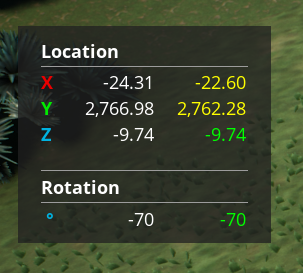 Location
X -24.31 -22.60
Y 2,766.98 2,762.28
Z -9.74 -9.74
Rotation
° -70 -70